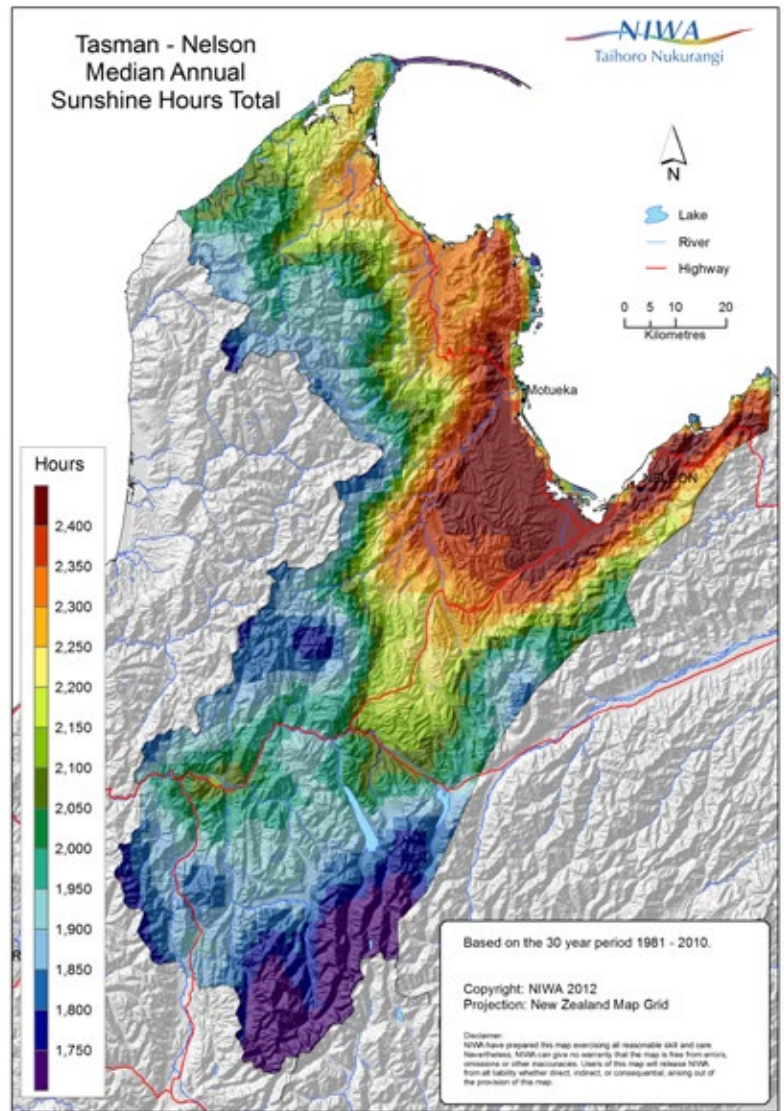 Tasman - Nelson
Median Annual
Sunshine Hours Total
NIWA
Taihoro Nukurangi
N
Lake
River
Highway
0 5 10 20
Kilometres
Motueka
NELSON
Hours
2,400
2,350
2,300
2,200
2,150
2,100
2,050
2,000
1,950
1,900
1,850
1,800
1,750
R
Based on the 30 year period 1981 - 2010.
Copyright: NIWA 2012
Projection: New Zealand Map Grid
Disclaimer:
NIWA have prepared this map exercising all reasonable skill and care.
Nevertheless, NIWA can give no warranty that the map is free from errors,
omissions or other inaccuracies. Users of this map will release NIWA
from all liability whether direct, indirect, or consequential, arising out of
the provision of this map.